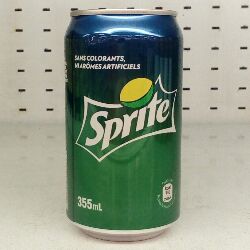 SANS COLORANTS,
NI ARÔMES ARTIFICIELS
Sprite
355mL